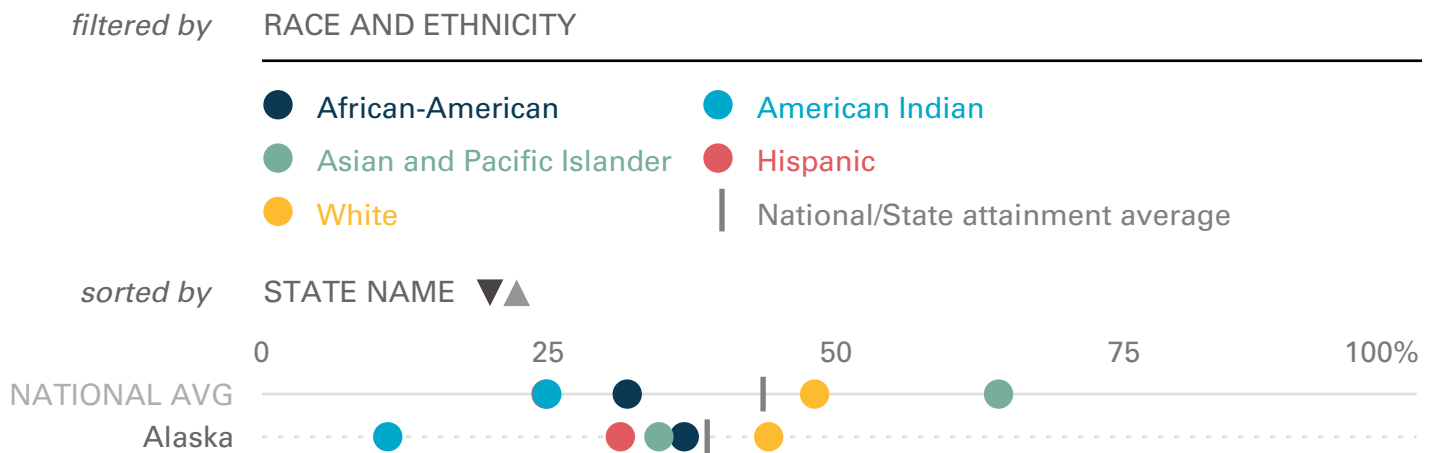 filtered by RACE AND ETHNICITY
African-American American Indian
Asian and Pacific Islander Hispanic
White National/State attainment average
sorted by STATE NAME
0 25 50 75 100%
NATIONAL AVG
Alaska